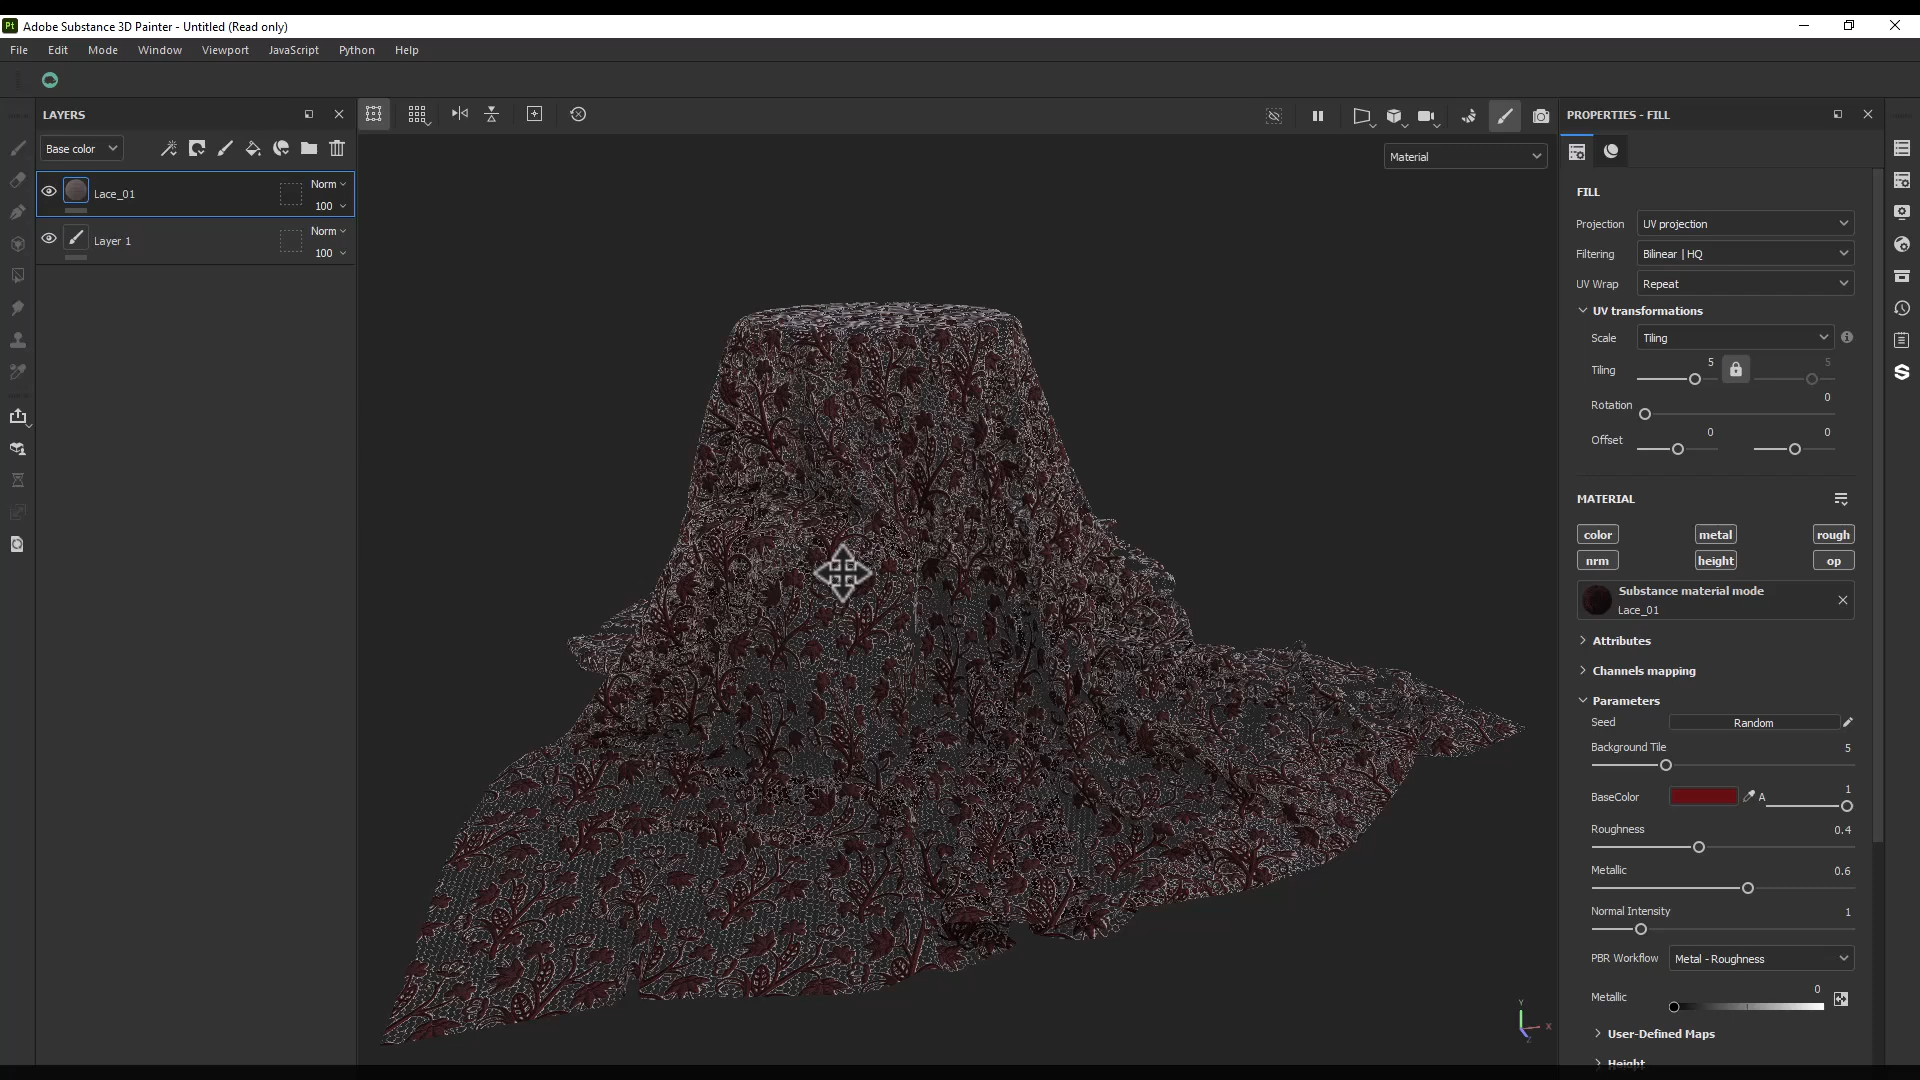 Pt Adobe Substance 3D Painter - Untitled (Read only)
File Edit Mode Window Viewport JavaScript Python Help
LAYERS
Base color
Lace_01 Norm
100
Layer 1 Norm
100
Material
PROPERTIES - FILL
FILL
Projection UV projection
Filtering Bilinear | HQ
UV Wrap Repeat
UV transformations
Scale Tiling
Tiling 5 5
Rotation 0
Offset 0 0
MATERIAL
color metal rough
nrm height op
Substance material mode
Lace_01
Attributes
Channels mapping
Parameters
Seed Random
Background Tile 5
BaseColor A 1
Roughness 0.4
Metallic 0.6
Normal Intensity 1
PBR Workflow Metal - Roughness
Metallic 0
User-Defined Maps
Height
Y
X
Z